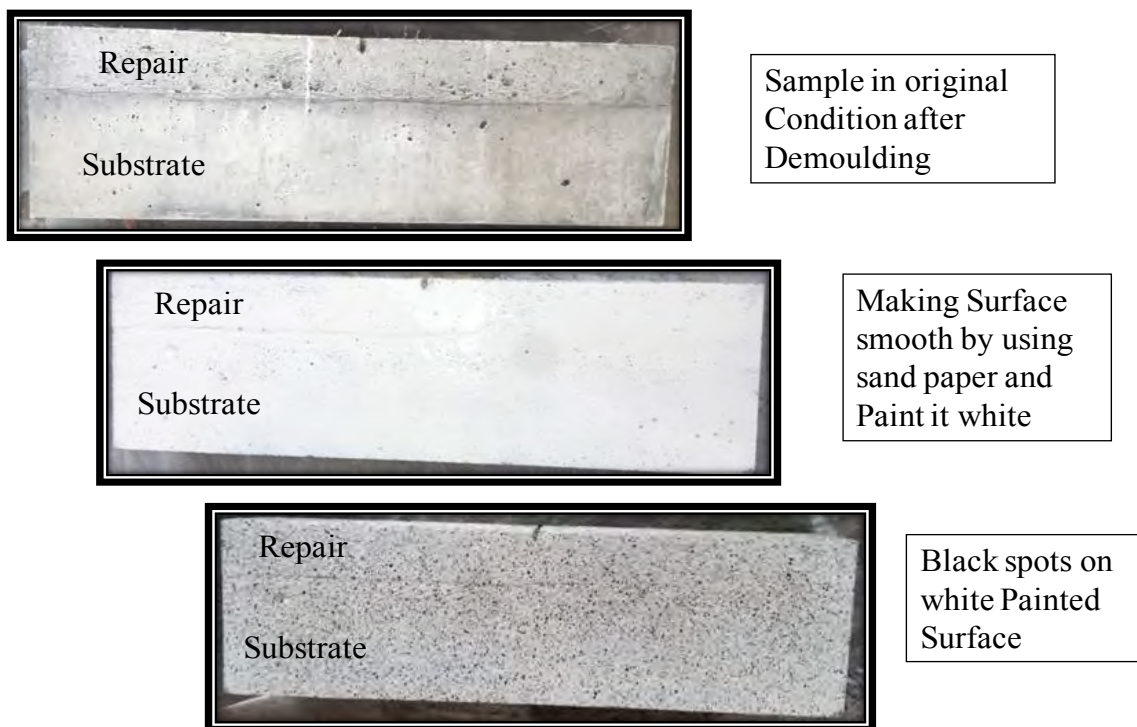 Repair
Substrate
Sample in original
Condition after
Demoulding
Repair
Substrate
Making Surface
smooth by using
sand paper and
Paint it white
Repair
Substrate
Black spots on
white Painted
Surface